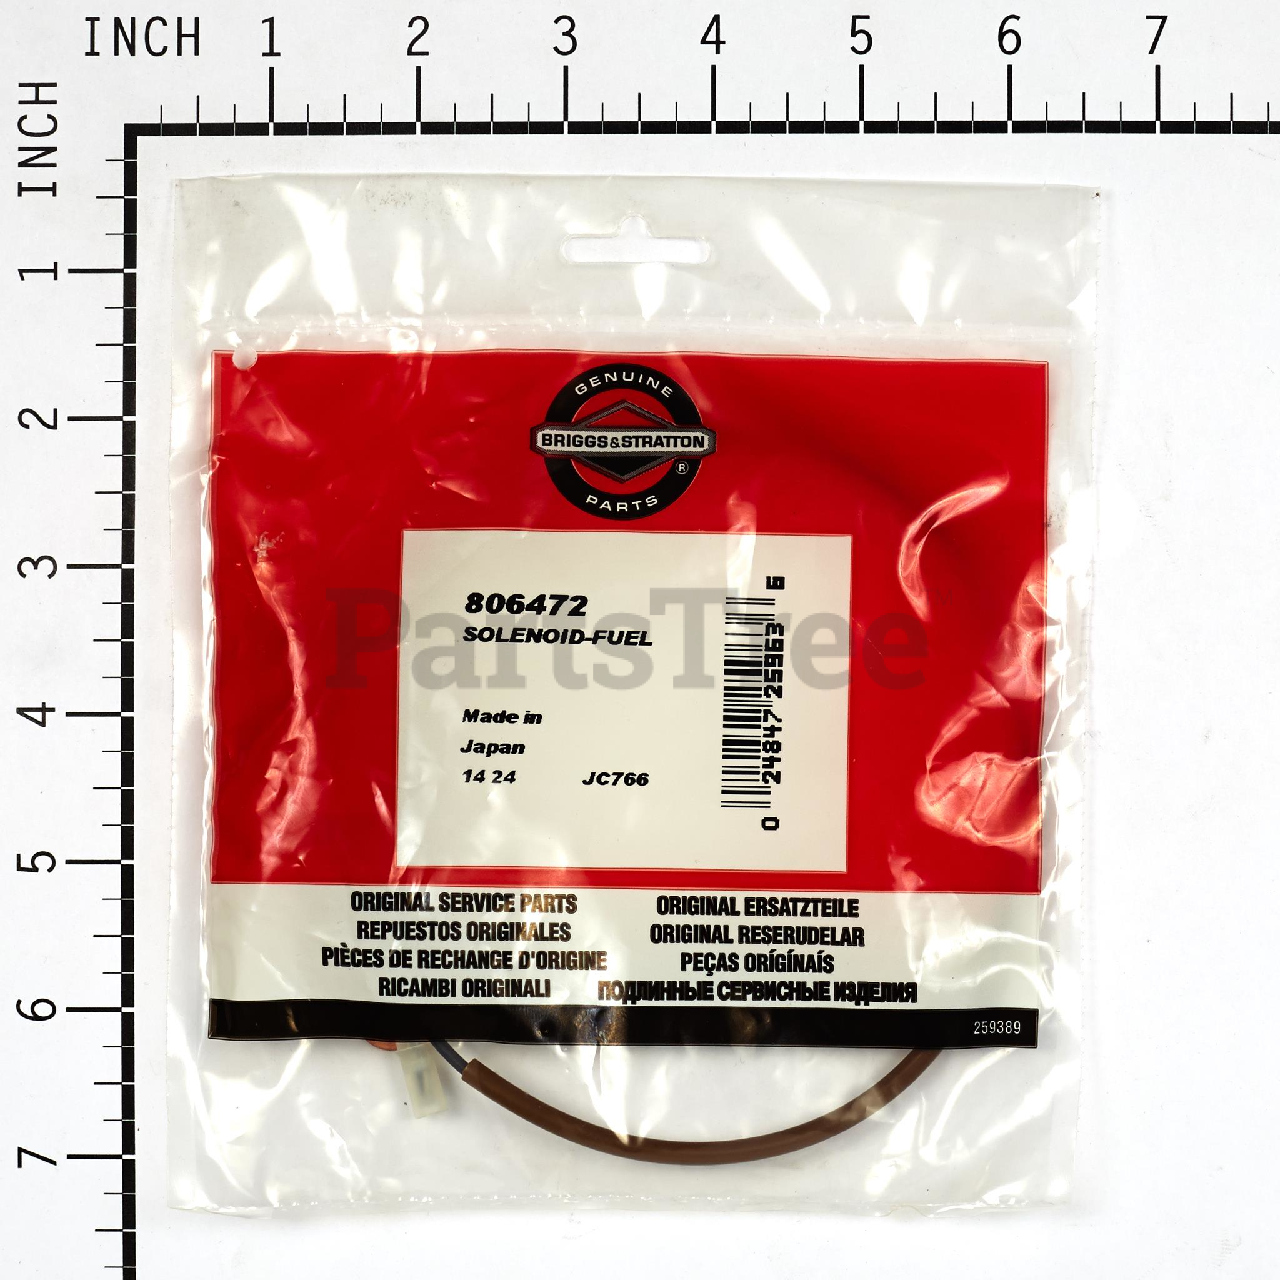 INCH 1 2 3 4 5 6 7
INCH 1 2 3 4 5 6 7
GENUINE
BRIGGS&STRATTON
®
PARTS
806472
SOLENOID-FUEL
Made in
Japan
14 24 JC766
0 24847 25963 6
PartsTree
ORIGINAL SERVICE PARTS
REPUESTOS ORIGINALES
PIÈCES DE RECHANGE D'ORIGINE
RICAMBI ORIGINALI
ORIGINAL ERSATZTEILE
ORIGINAL RESERUDELAR
PEÇAS ORÍGÍNAÍS
ПОДЛИННЫЕ СЕРВИСНЫЕ ИЗДЕЛИЯ
259389